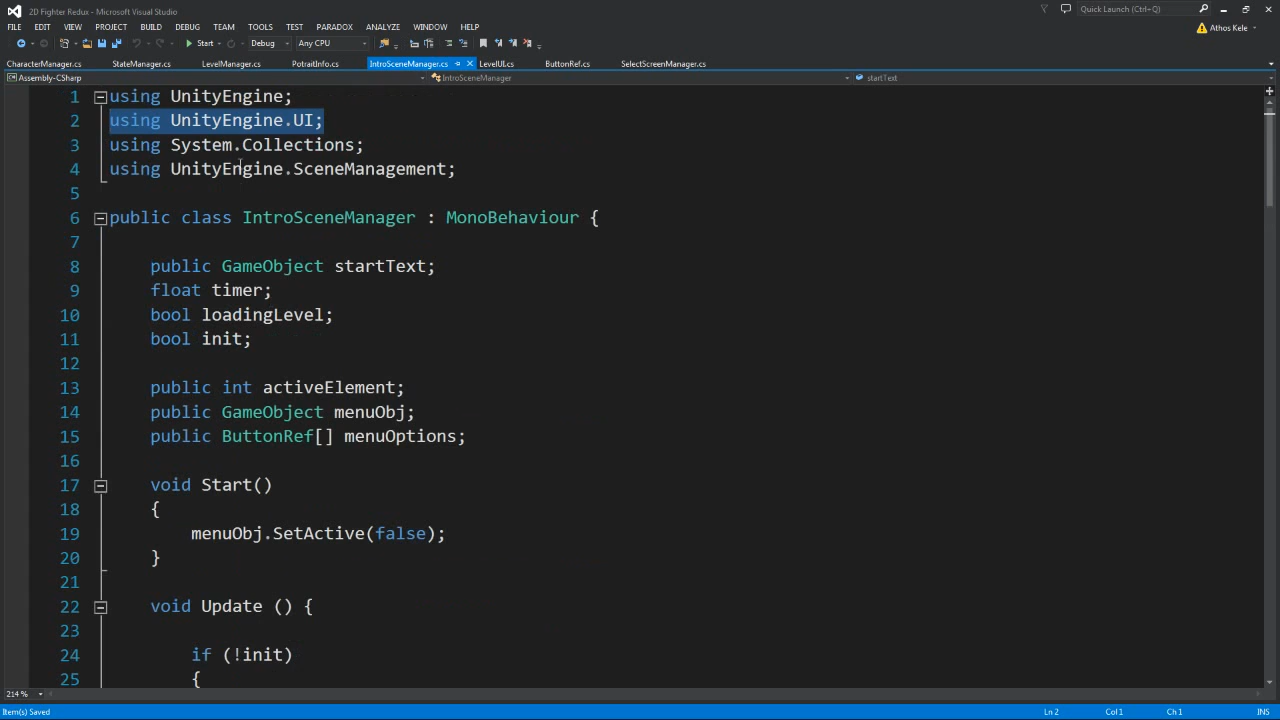 2D Fighter Redux - Microsoft Visual Studio
Quick Launch (Ctrl+Q)
FILE EDIT VIEW PROJECT BUILD DEBUG TEAM TOOLS TEST PARADOX ANALYZE WINDOW HELP
Athos Kele
Start Debug Any CPU
CharacterManager.cs StateManager.cs LevelManager.cs PotraitInfo.cs IntroSceneManager.cs LevelUI.cs ButtonRef.cs SelectScreenManager.cs
Assembly-CSharp IntroSceneManager startText
1 using UnityEngine;
2 using UnityEngine.UI;
3 using System.Collections;
4 using UnityEngine.SceneManagement;
5
6 public class IntroSceneManager : MonoBehaviour {
7
8 public GameObject startText;
9 float timer;
10 bool loadingLevel;
11 bool init;
12
13 public int activeElement;
14 public GameObject menuObj;
15 public ButtonRef[] menuOptions;
16
17 void Start()
18 {
19 menuObj.SetActive(false);
20 }
21
22 void Update () {
23
24 if (!init)
25 {
214 %
Item(s) Saved Ln 2 Col 1 Ch 1 INS